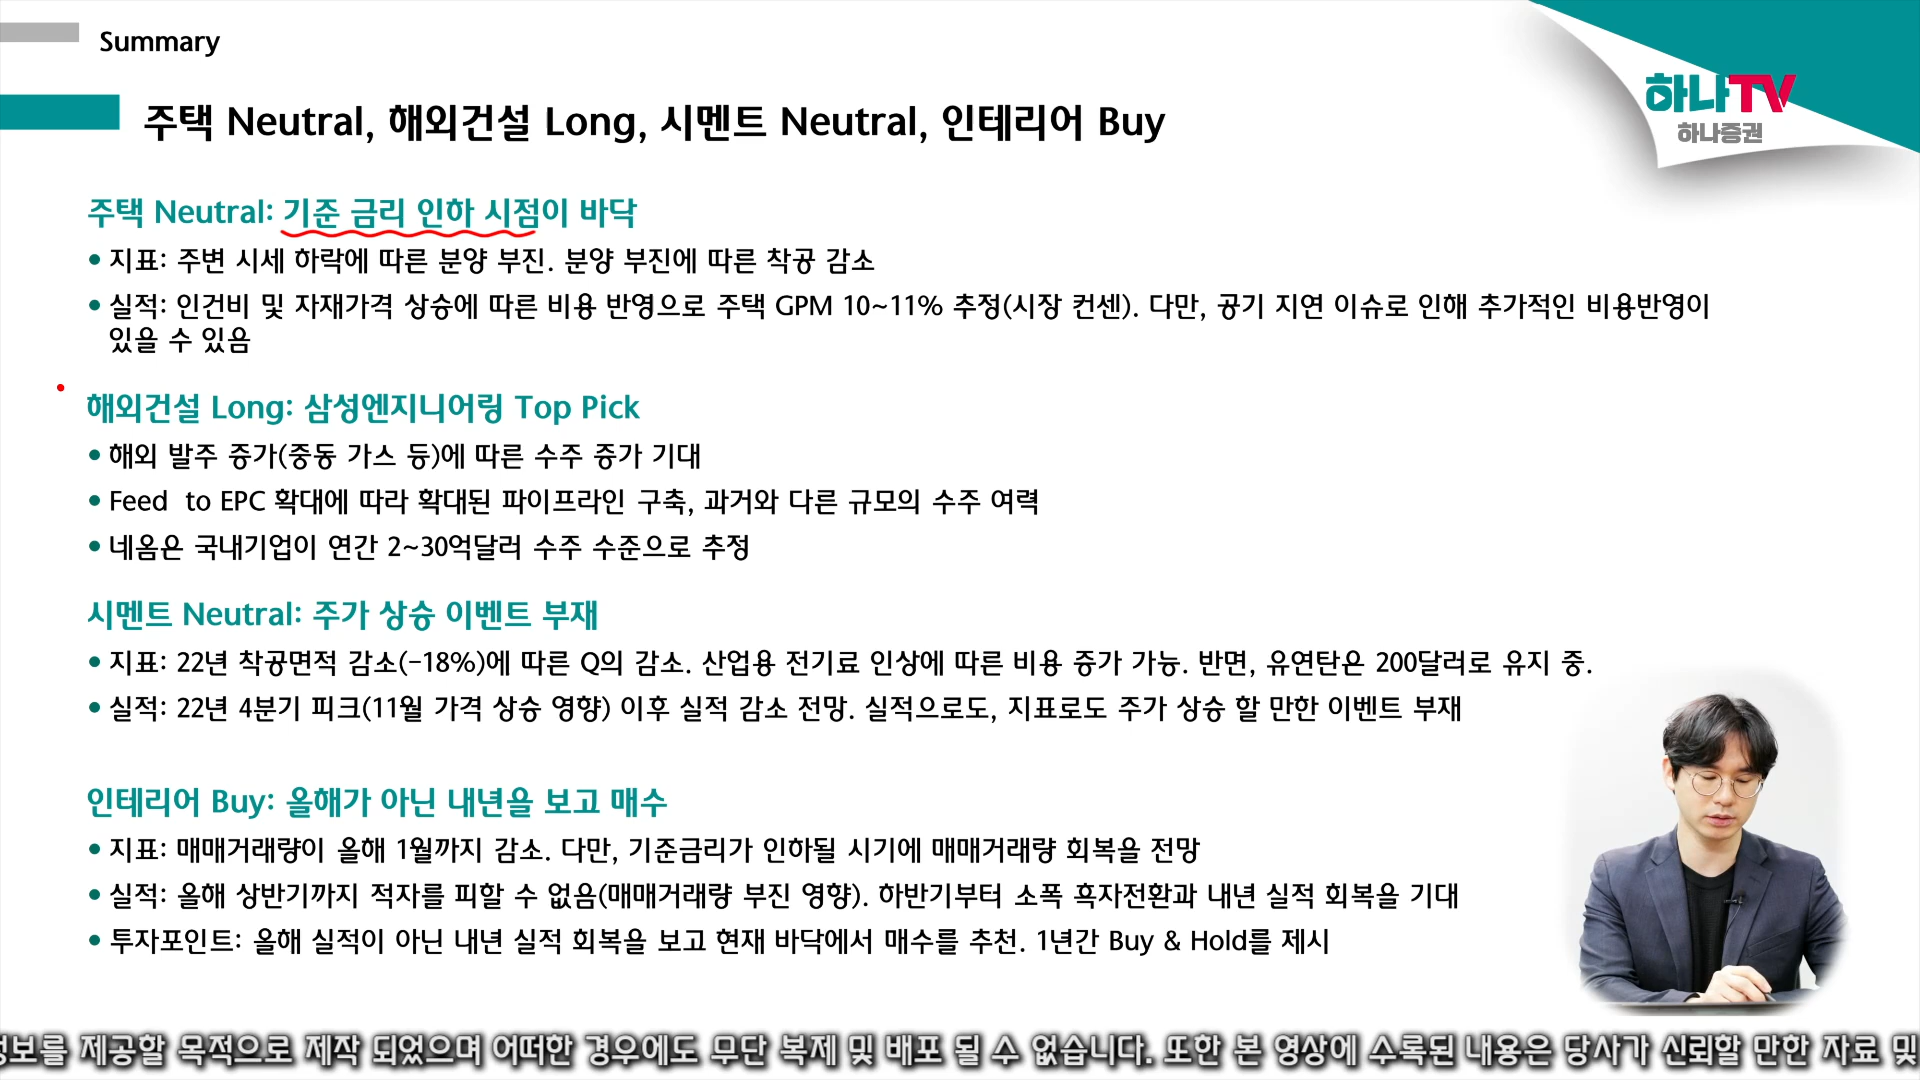 Summary
하나TV
하나증권
주택 Neutral, 해외건설 Long, 시멘트 Neutral, 인테리어 Buy
주택 Neutral: 기준 금리 인하 시점이 바닥
• 지표: 주변 시세 하락에 따른 분양 부진. 분양 부진에 따른 착공 감소
• 실적: 인건비 및 자재가격 상승에 따른 비용 반영으로 주택 GPM 10~11% 추정(시장 컨센). 다만, 공기 지연 이슈로 인해 추가적인 비용반영이
있을 수 있음
해외건설 Long: 삼성엔지니어링 Top Pick
• 해외 발주 증가(중동 가스 등)에 따른 수주 증가 기대
• Feed  to EPC 확대에 따라 확대된 파이프라인 구축, 과거와 다른 규모의 수주 여력
• 네옴은 국내기업이 연간 2~30억달러 수주 수준으로 추정
시멘트 Neutral: 주가 상승 이벤트 부재
• 지표: 22년 착공면적 감소(-18%)에 따른 Q의 감소. 산업용 전기료 인상에 따른 비용 증가 가능. 반면, 유연탄은 200달러로 유지 중.
• 실적: 22년 4분기 피크(11월 가격 상승 영향) 이후 실적 감소 전망. 실적으로도, 지표로도 주가 상승 할 만한 이벤트 부재
인테리어 Buy: 올해가 아닌 내년을 보고 매수
• 지표: 매매거래량이 올해 1월까지 감소. 다만, 기준금리가 인하될 시기에 매매거래량 회복을 전망
• 실적: 올해 상반기까지 적자를 피할 수 없음(매매거래량 부진 영향). 하반기부터 소폭 흑자전환과 내년 실적 회복을 기대
• 투자포인트: 올해 실적이 아닌 내년 실적 회복을 보고 현재 바닥에서 매수를 추천. 1년간 Buy & Hold를 제시
정보를 제공할 목적으로 제작 되었으며 어떠한 경우에도 무단 복제 및 배포 될 수 없습니다. 또한 본 영상에 수록된 내용은 당사가 신뢰할 만한 자료 및